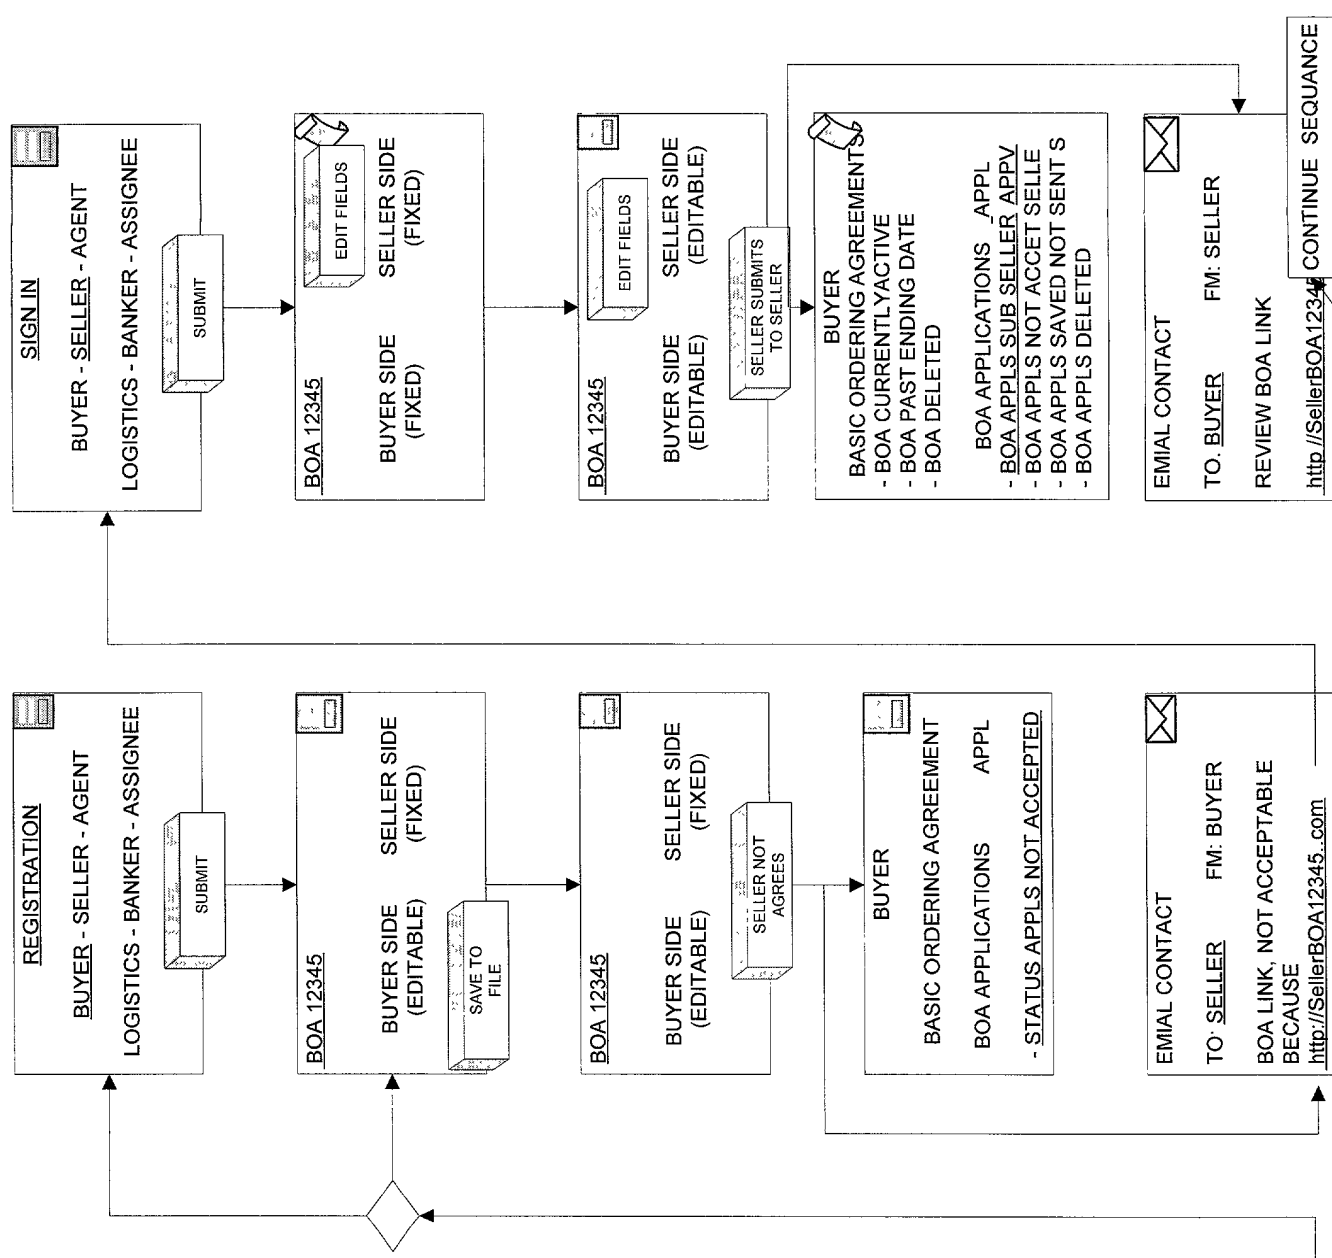 REGISTRATION
BUYER - SELLER - AGENT
LOGISTICS - BANKER - ASSIGNEE
SUBMIT
BOA 12345
BUYER SIDE
(EDITABLE)
SELLER SIDE
(FIXED)
SAVE TO
FILE
BOA 12345
BUYER SIDE
(EDITABLE)
SELLER SIDE
(FIXED)
SELLER NOT
AGREES
BUYER
BASIC ORDERING AGREEEMENT
BOA APPLICATIONS APPL
- STATUS APPLS NOT ACCEPTED
EMIAL CONTACT
TO: SELLER FM: BUYER
BOA LINK, NOT ACCEPTABLE
BECAUSE
http://SellerBOA12345..com
SIGN IN
BUYER - SELLER - AGENT
LOGISTICS - BANKER - ASSIGNEE
SUBMIT
BOA 12345
EDIT FIELDS
BUYER SIDE
(FIXED)
SELLER SIDE
(FIXED)
BOA 12345
EDIT FIELDS
BUYER SIDE
(EDITABLE)
SELLER SIDE
(EDITABLE)
SELLER SUBMITS
TO SELLER
BUYER
BASIC ORDERING AGREEMENTS
- BOA CURRENTLYACTIVE
- BOA PAST ENDING DATE
- BOA DELETED
BOA APPLICATIONS _APPL
- BOA APPLS SUB SELLER APPV
- BOA APPLS NOT ACCET SELLE
- BOA APPLS SAVED NOT SENT S
- BOA APPLS DELETED
EMIAL CONTACT
TO. BUYER FM: SELLER
REVIEW BOA LINK
http //SellerBOA12345
CONTINUE SEQUANCE